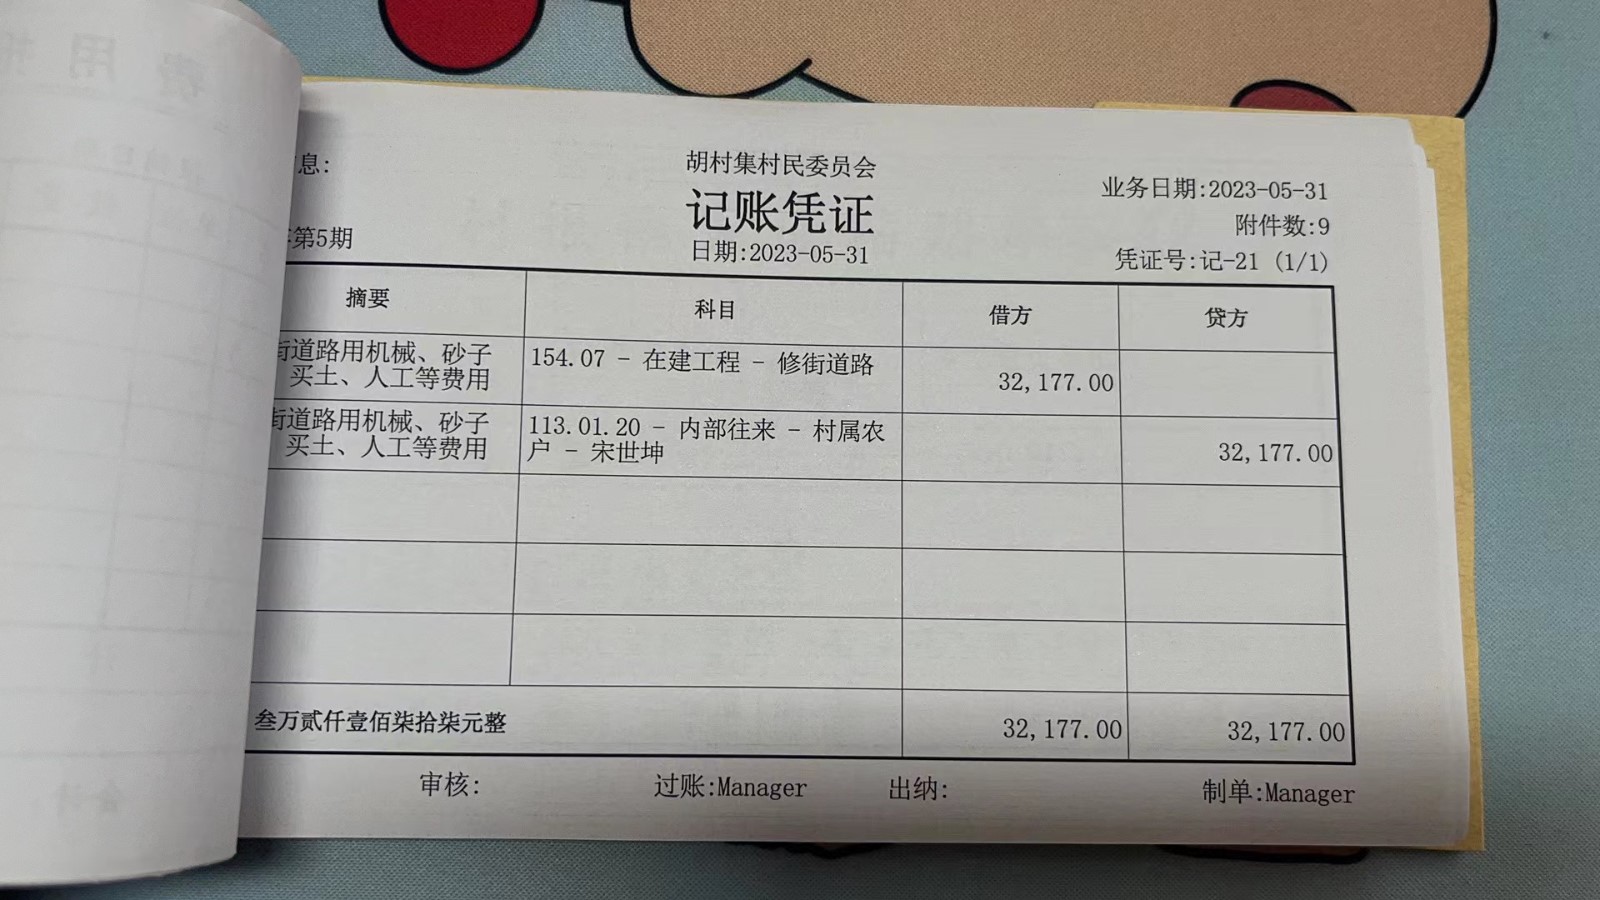 息:
胡村集村民委员会
记账凭证
日期:2023-05-31
业务日期:2023-05-31
附件数:9
凭证号:记-21 (1/1)
第5期
摘要 科目 借方 贷方
街道路用机械、砂子
买土、人工等费用
154.07 - 在建工程 - 修街道路
32,177.00
街道路用机械、砂子
买土、人工等费用
113.01.20 - 内部往来 - 村属农
户 - 宋世坤
32,177.00
叁万贰仟壹佰柒拾柒元整 32,177.00 32,177.00
审核: 过账:Manager 出纳: 制单:Manager